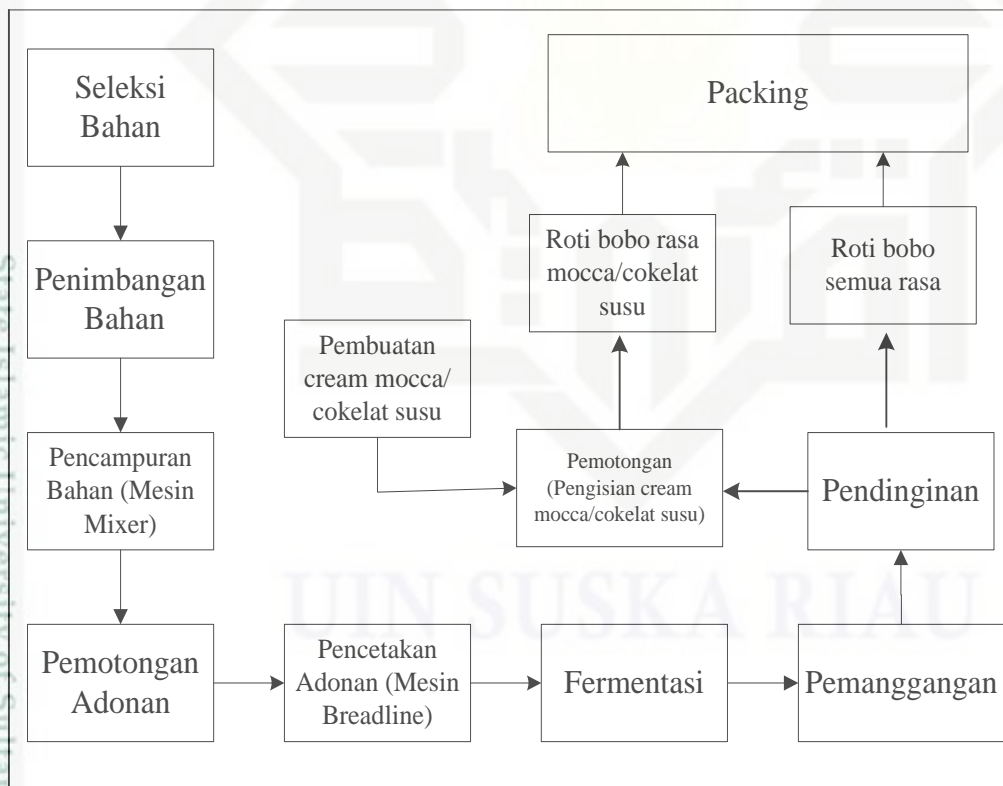 Seleksi
Bahan
Penimbangan
Bahan
Pencampuran
Bahan (Mesin
Mixer)
Pemotongan
Adonan
Pencetakan
Adonan (Mesin
Breadline)
Fermentasi
Pemanggangan
Pendinginan
Pembuatan
cream mocca/
cokelat susu
Pemotongan
(Pengisian cream
mocca/cokelat susu)
Roti bobo rasa
mocca/cokelat
susu
Roti bobo
semua rasa
Packing
UIN SUSKA RIAU